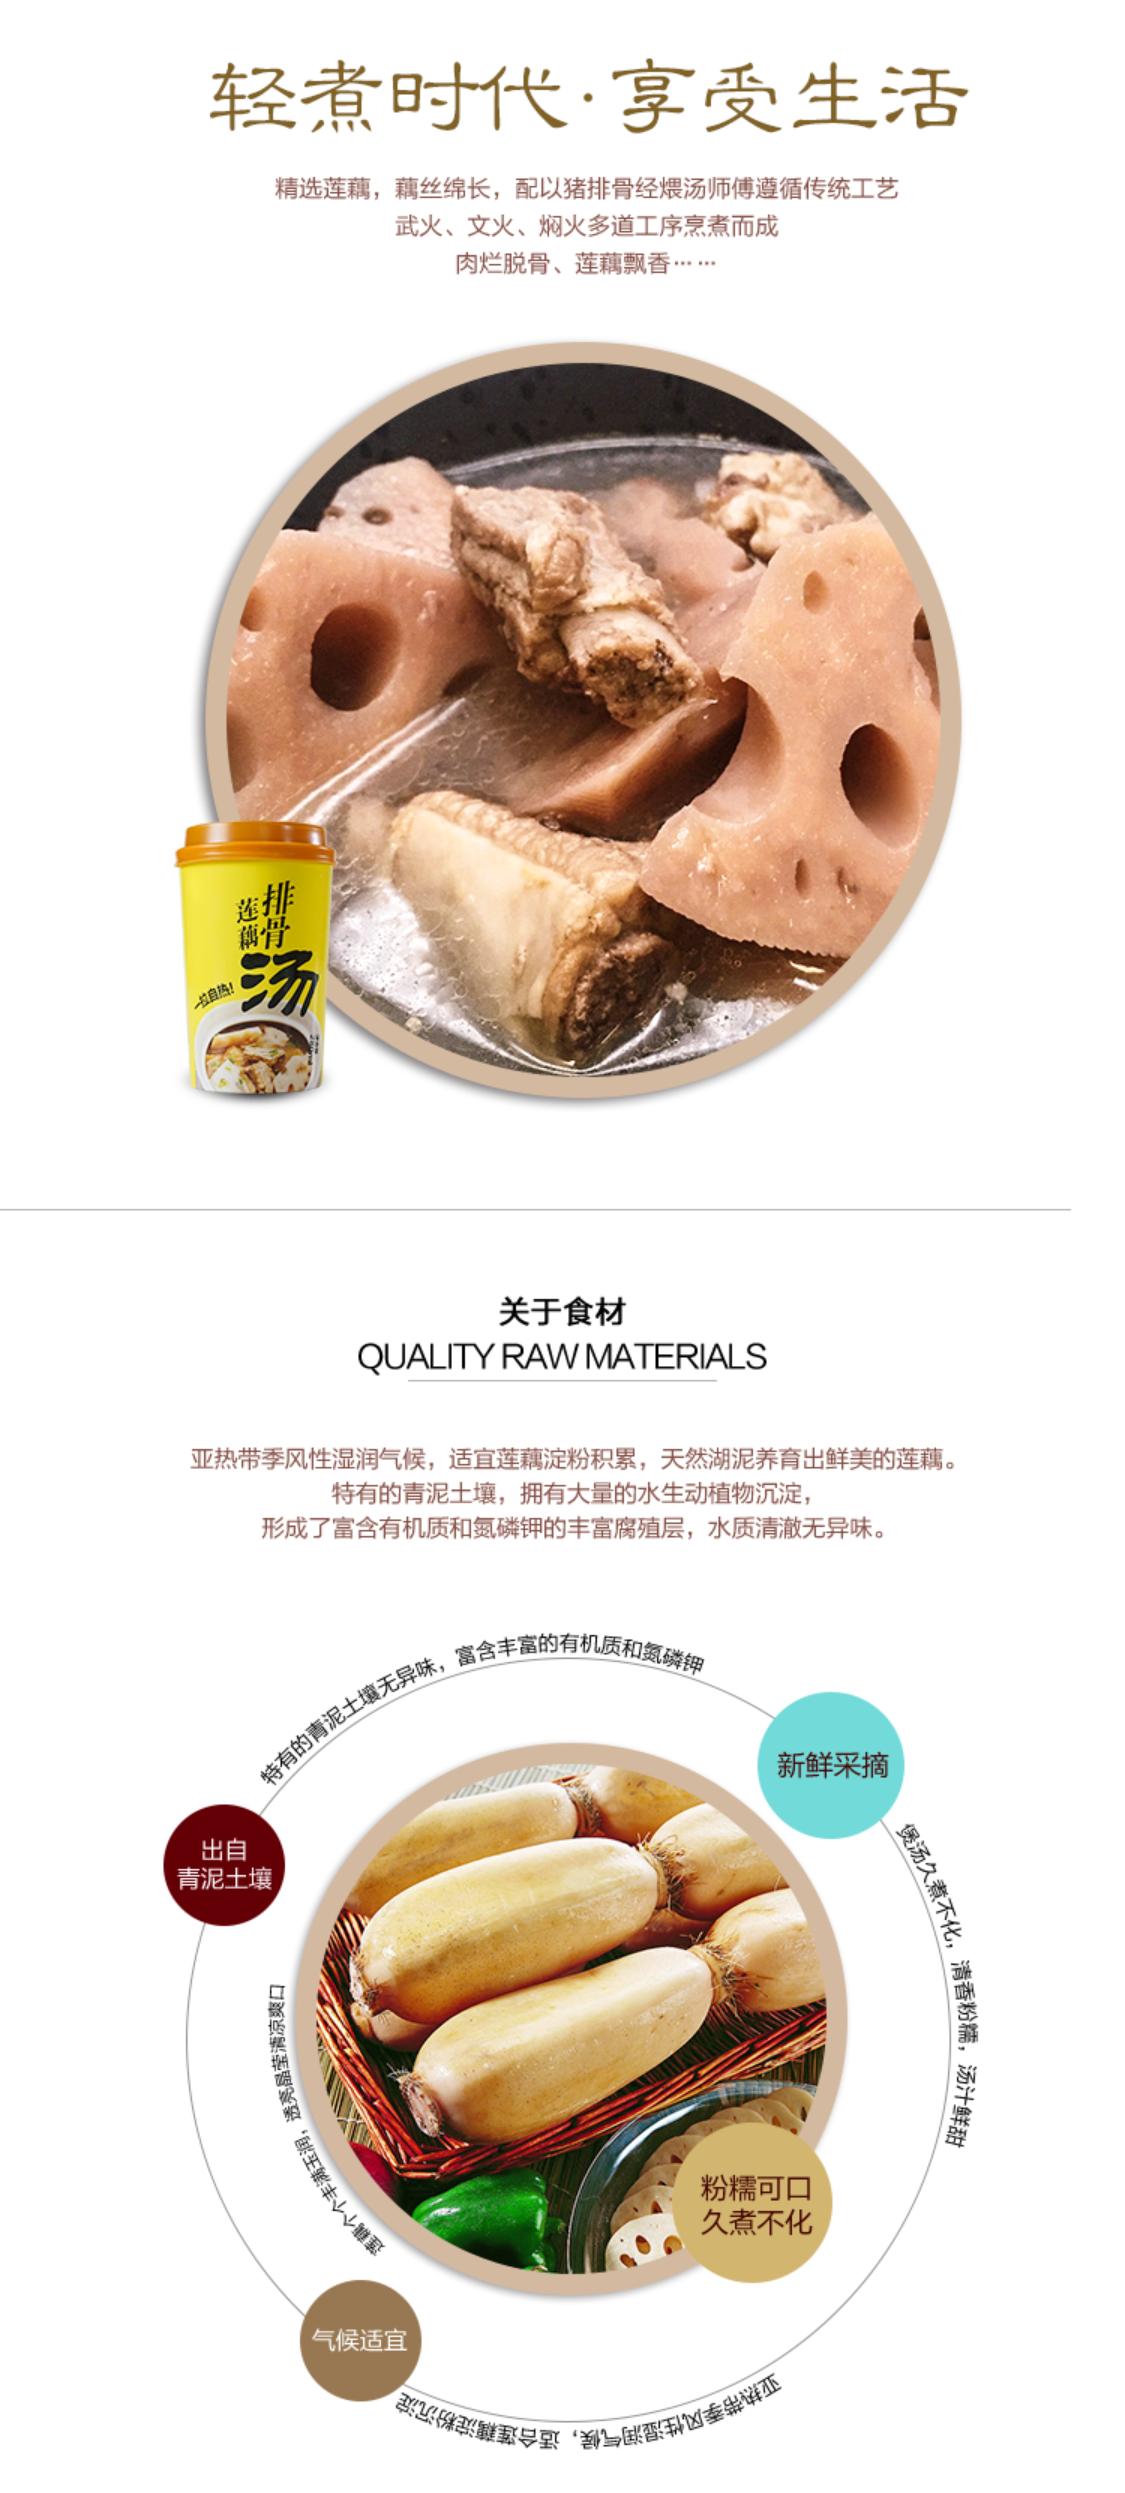 轻煮时代·享受生活
精选莲藕，藕丝绵长，配以猪排骨经煨汤师傅遵循传统工艺
武火、文火、焖火多道工序烹煮而成
肉烂脱骨、莲藕飘香……
排骨
莲藕
汤
一拉自热!
关于食材
QUALITY RAW MATERIALS
亚热带季风性湿润气候，适宜莲藕淀粉积累，天然湖泥养育出鲜美的莲藕。
特有的青泥土壤，拥有大量的水生动植物沉淀，
形成了富含有机质和氮磷钾的丰富腐殖层，水质清澈无异味。
特有的青泥土壤无异味，富含丰富的有机质和氮磷钾
新鲜采摘
出自
青泥土壤
煲汤久煮不化，清香粉糯，汤汁鲜甜
莲藕个个丰满玉润，透亮晶莹清凉爽口
粉糯可口
久煮不化
气候适宜
亚热带季风性湿润气候，适合莲藕淀粉沉淀